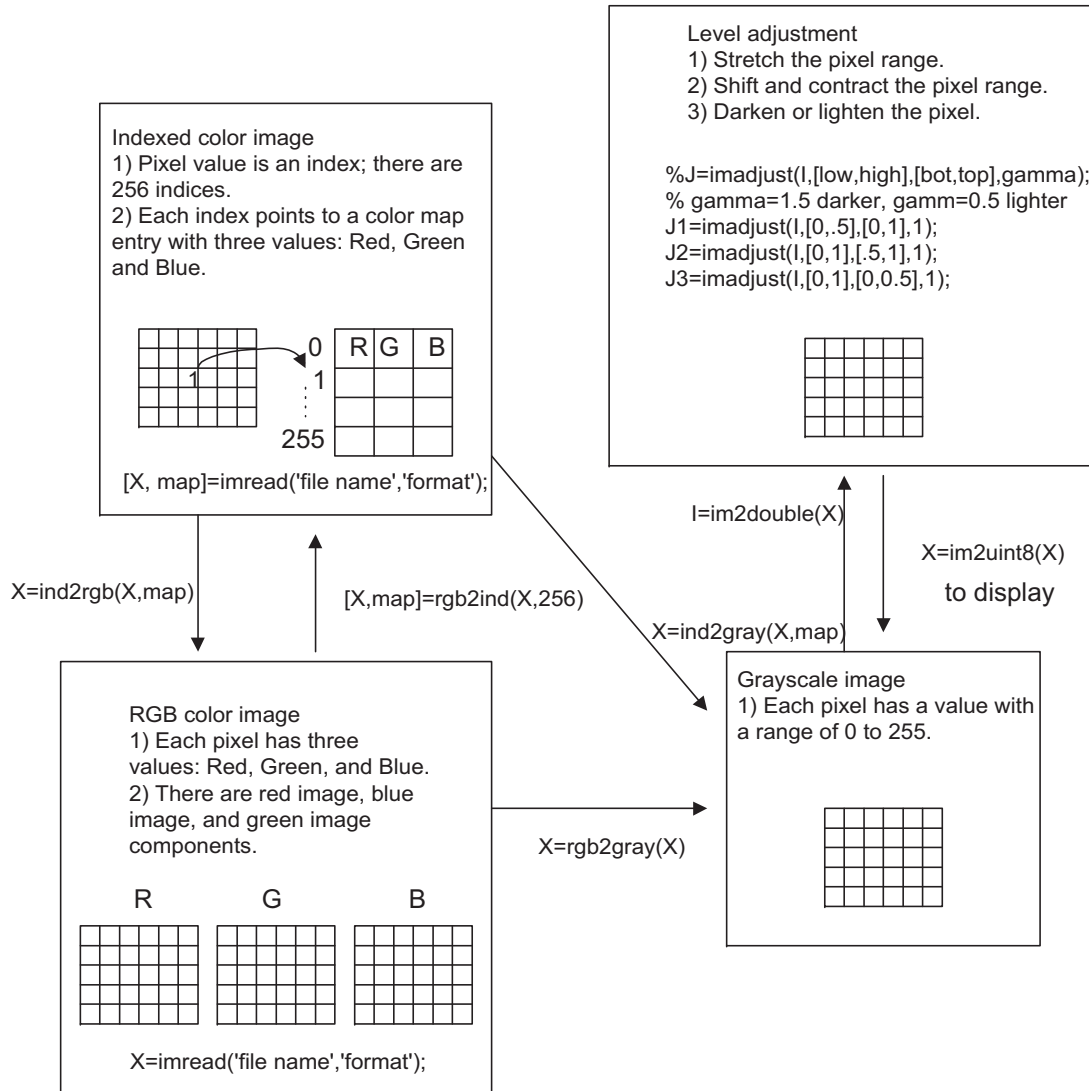 Level adjustment
1) Stretch the pixel range.
2) Shift and contract the pixel range.
3) Darken or lighten the pixel.
%J=imadjust(I,[low,high],[bot,top],gamma);
% gamma=1.5 darker, gamm=0.5 lighter
J1=imadjust(I,[0,.5],[0,1],1);
J2=imadjust(I,[0,1],[.5,1],1);
J3=imadjust(I,[0,1],[0,0.5],1);
Indexed color image
1) Pixel value is an index; there are
256 indices.
2) Each index points to a color map
entry with three values: Red, Green
and Blue.
0 R G B
1 1
255
[X, map]=imread('file name','format');
I=im2double(X)
X=im2uint8(X)
to display
X=ind2rgb(X,map)
[X,map]=rgb2ind(X,256)
X=ind2gray(X,map)
RGB color image
1) Each pixel has three
values: Red, Green, and Blue.
2) There are red image, blue
image, and green image
components.
R G B
X=imread('file name','format');
X=rgb2gray(X)
Grayscale image
1) Each pixel has a value with
a range of 0 to 255.